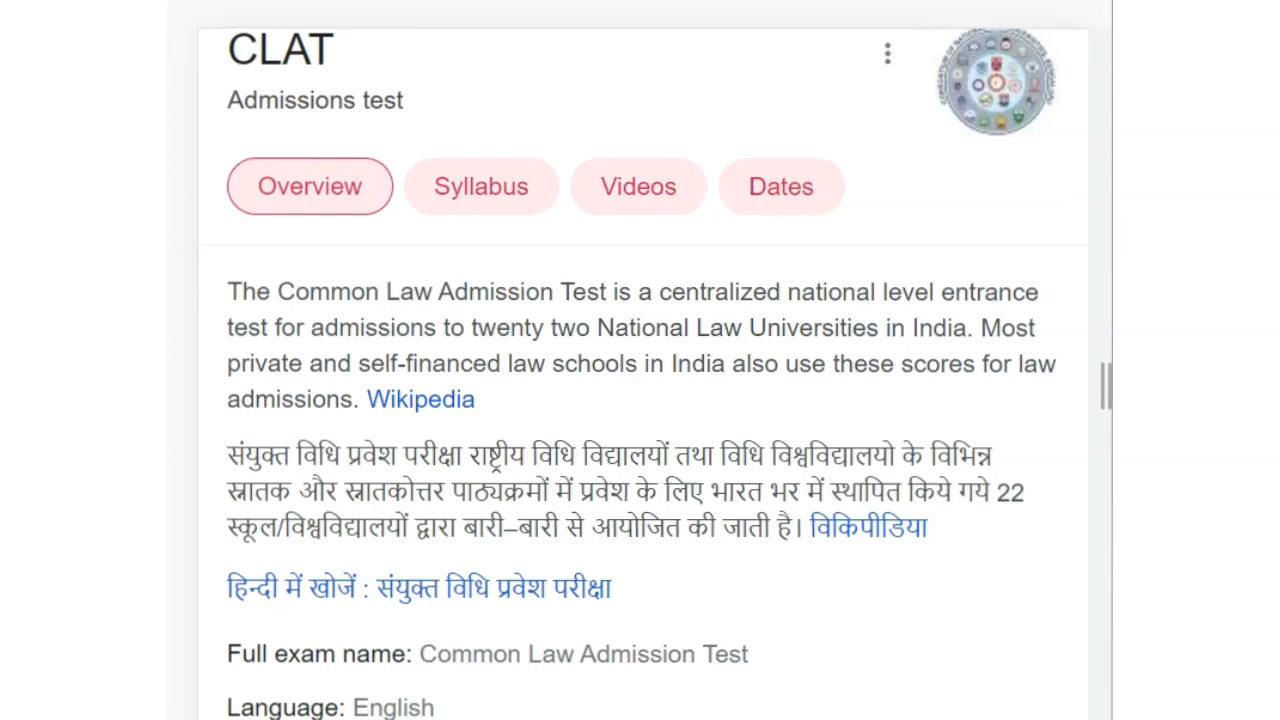 CLAT
Admissions test
Overview Syllabus Videos Dates
The Common Law Admission Test is a centralized national level entrance
test for admissions to twenty two National Law Universities in India. Most
private and self-financed law schools in India also use these scores for law
admissions. Wikipedia
संयुक्त विधि प्रवेश परीक्षा राष्ट्रीय विधि विद्यालयों तथा विधि विश्वविद्यालयो के विभिन्न
स्नातक और स्नातकोत्तर पाठ्यक्रमों में प्रवेश के लिए भारत भर में स्थापित किये गये 22
स्कूल/विश्वविद्यालयों द्वारा बारी–बारी से आयोजित की जाती है। विकिपीडिया
हिन्दी में खोजें : संयुक्त विधि प्रवेश परीक्षा
Full exam name: Common Law Admission Test
Language: English